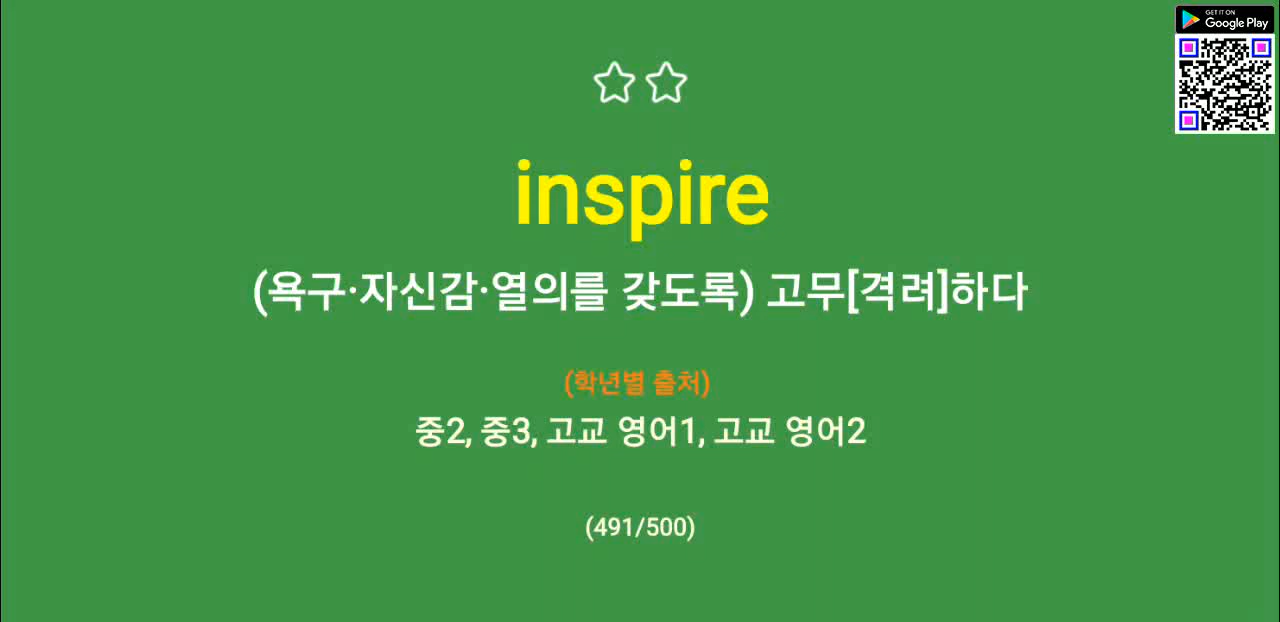 GET IT ON
Google Play
inspire
(욕구·자신감·열의를 갖도록) 고무[격려]하다
(학년별 출처)
중2, 중3, 고교 영어1, 고교 영어2
(491/500)